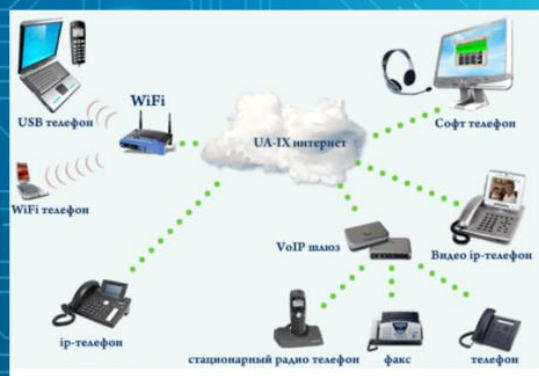 USB телефон
WiFi
UA-IX интернет
Софт телефон
WiFi телефон
VoIP шлюз
Видео ip-телефон
ip-телефон
стационарный радио телефон
факс
телефон